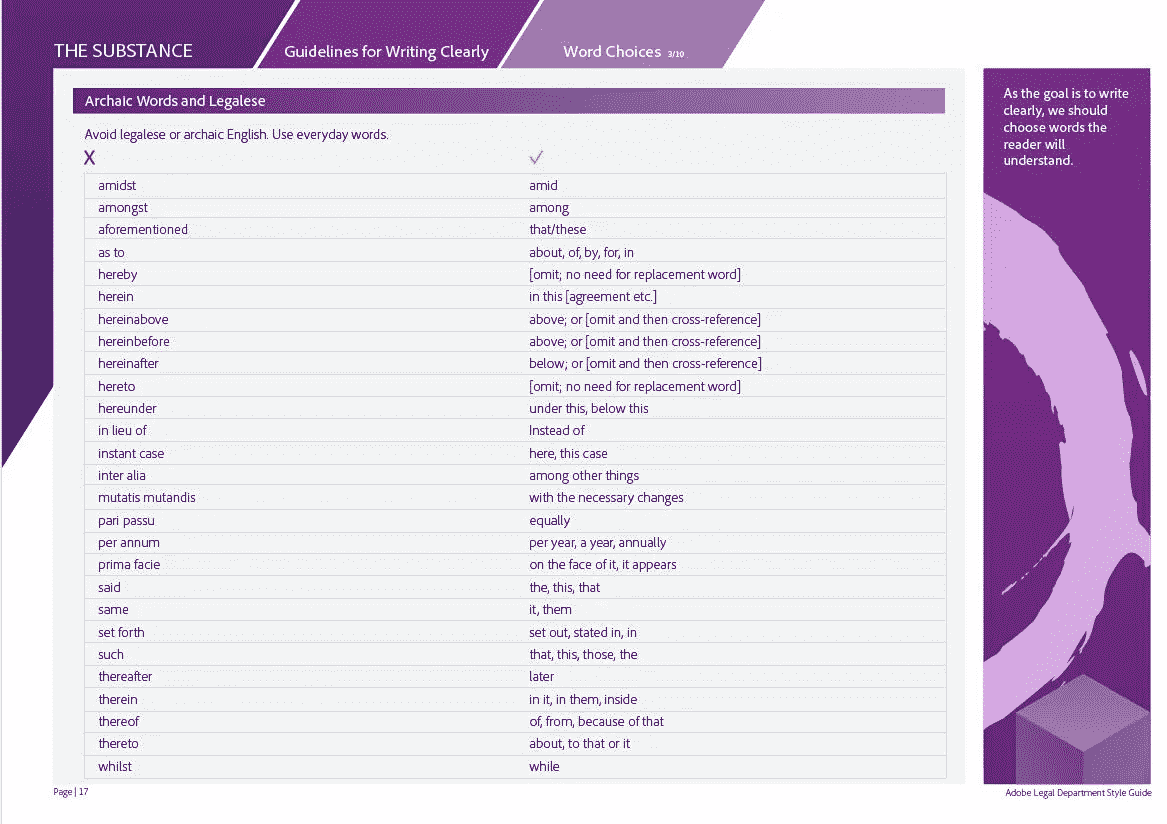 THE SUBSTANCE
Guidelines for Writing Clearly
Word Choices 3/10
Archaic Words and Legalese
Avoid legalese or archaic English. Use everyday words.
X ✓
amidst amid
amongst among
aforementioned that/these
as to about, of, by, for, in
hereby [omit; no need for replacement word]
herein in this [agreement etc.]
hereinabove above; or [omit and then cross-reference]
hereinbefore above; or [omit and then cross-reference]
hereinafter below; or [omit and then cross-reference]
hereto [omit; no need for replacement word]
hereunder under this, below this
in lieu of Instead of
instant case here, this case
inter alia among other things
mutatis mutandis with the necessary changes
pari passu equally
per annum per year, a year, annually
prima facie on the face of it, it appears
said the, this, that
same it, them
set forth set out, stated in, in
such that, this, those, the
thereafter later
therein in it, in them, inside
thereof of, from, because of that
thereto about, to that or it
whilst while
As the goal is to write
clearly, we should
choose words the
reader will
understand.
Page | 17
Adobe Legal Department Style Guide